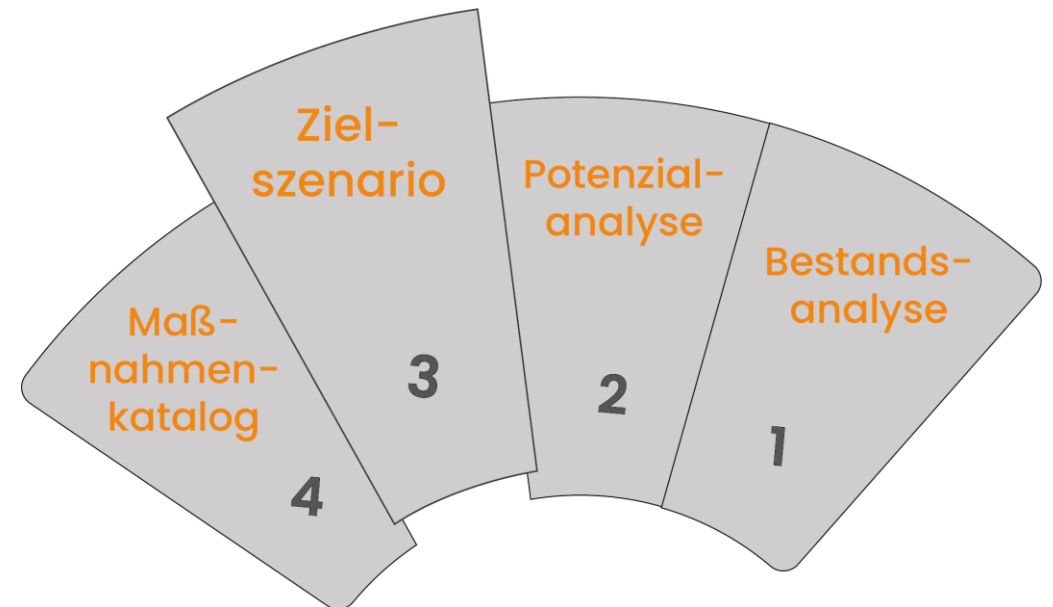 Ziel-
szenario
3
Potenzial-
analyse
2
Bestands-
analyse
1
Maß-
nahmen-
katalog
4